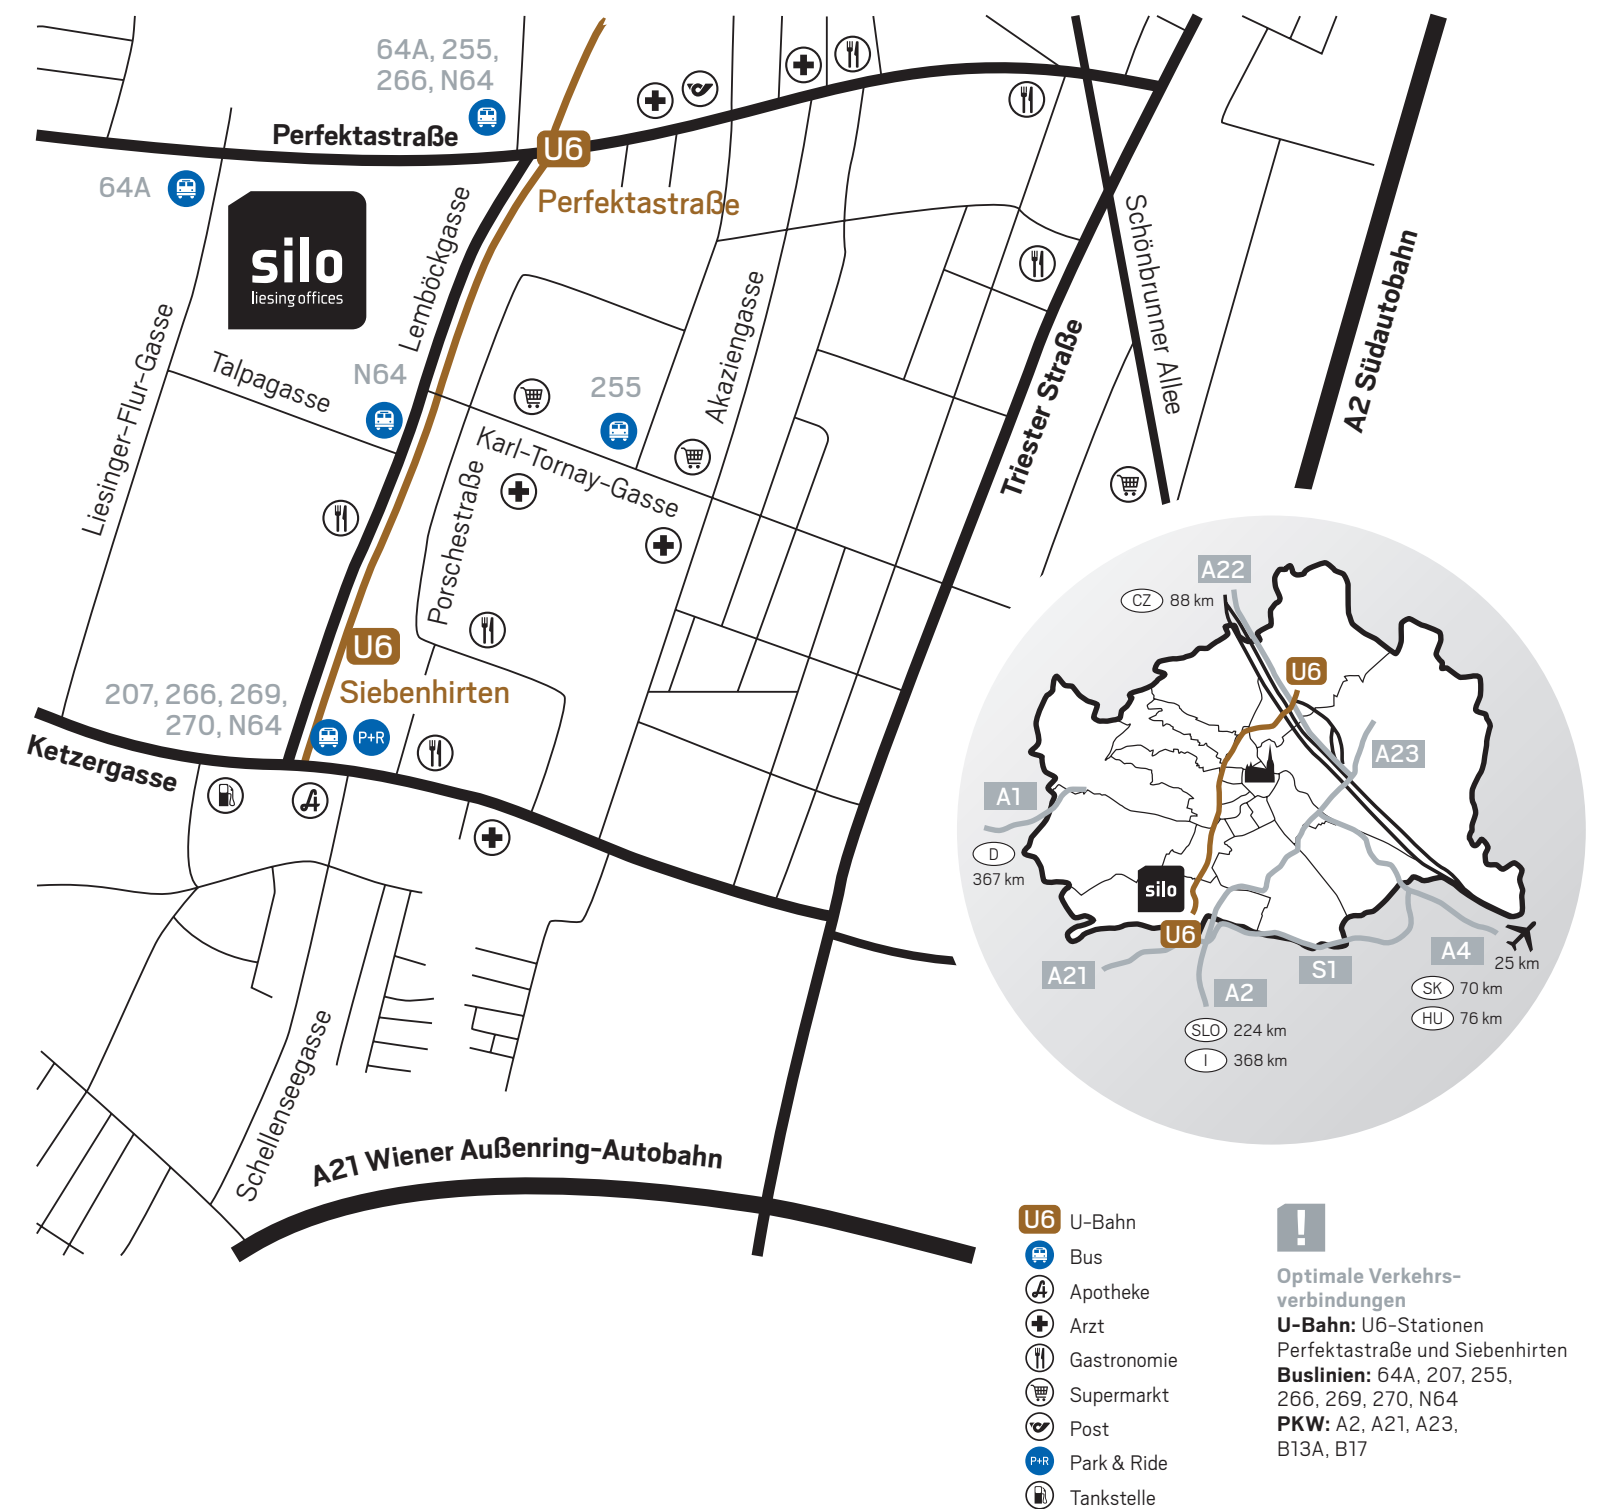 64A, 255,
266, N64
Perfektastraße
U6
Perfektastraße
64A
silo
liesing offices
Lemböckgasse
Liesinger-Flur-Gasse
Talpagasse
N64
255
Akaziengasse
Karl-Tornay-Gasse
Porschestraße
Triester Straße
Schönbrunner Allee
A2 Südautobahn
U6
Siebenhirten
207, 266, 269,
270, N64
P+R
Ketzergasse
Schellenseegasse
A21 Wiener Außenring-Autobahn
A22
CZ 88 km
U6
A23
A1
D
367 km
silo
U6
A21
A2
S1
A4
25 km
SK 70 km
HU 76 km
SLO 224 km
I 368 km
U6 U-Bahn
Bus
Apotheke
Arzt
Gastronomie
Supermarkt
Post
P+R Park & Ride
Tankstelle
!
Optimale Verkehrs-
verbindungen
U-Bahn: U6-Stationen
Perfektastraße und Siebenhirten
Buslinien: 64A, 207, 255,
266, 269, 270, N64
PKW: A2, A21, A23,
B13A, B17